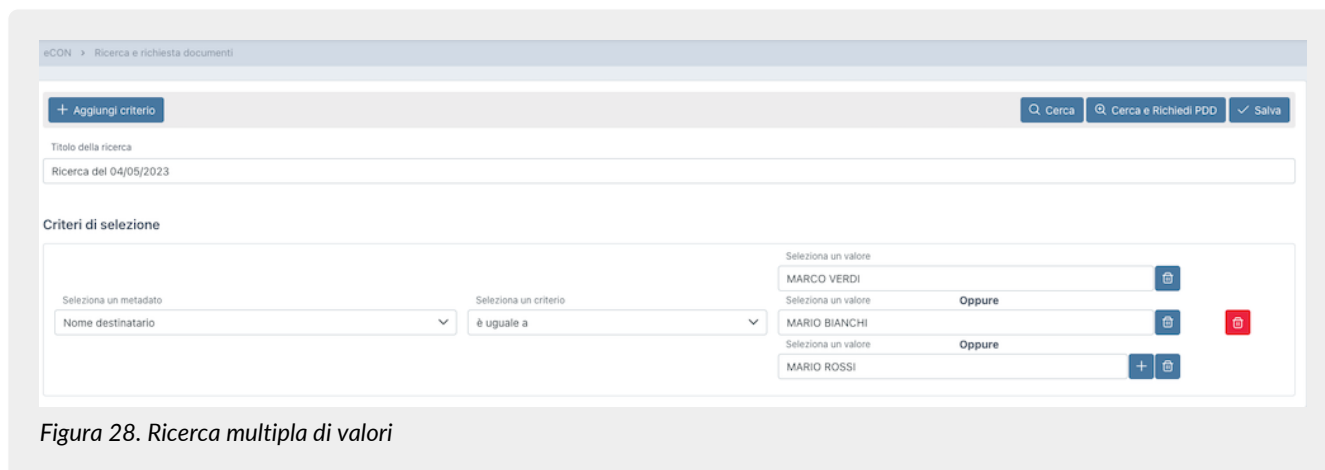 eCON > Ricerca e richiesta documenti
+ Aggiungi criterio Cerca Cerca e Richiedi PDD Salva
Titolo della ricerca
Ricerca del 04/05/2023
Criteri di selezione
Seleziona un valore
MARCO VERDI
Seleziona un metadato Seleziona un criterio Seleziona un valore Oppure
Nome destinatario è uguale a MARIO BIANCHI
Seleziona un valore Oppure
MARIO ROSSI
Figura 28. Ricerca multipla di valori